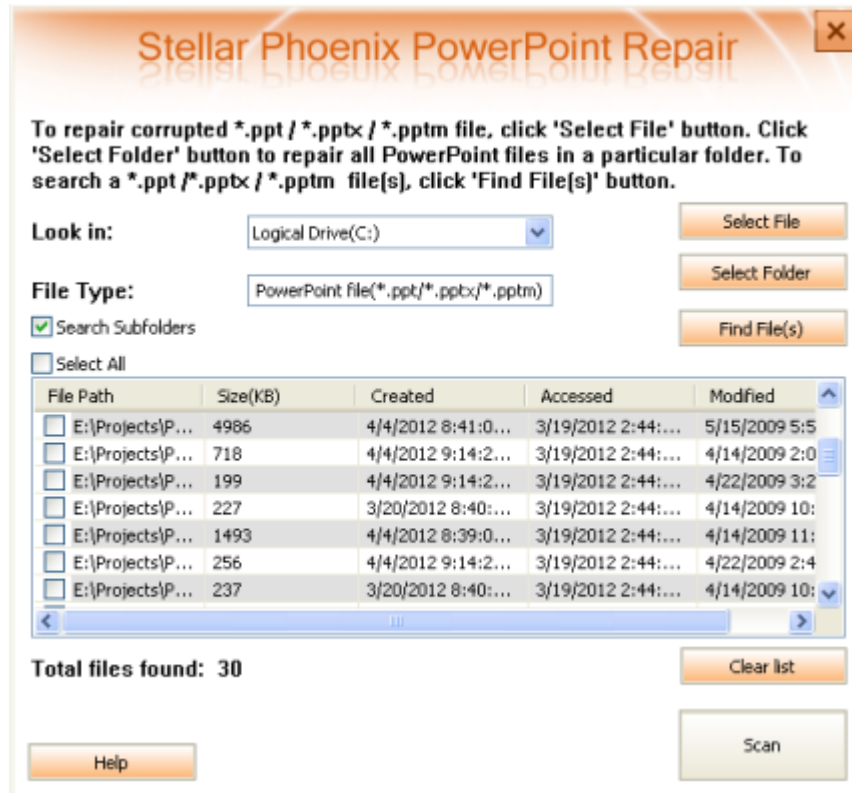 Stellar Phoenix PowerPoint Repair
To repair corrupted *.ppt / *.pptx / *.pptm file, click 'Select File' button. Click
'Select Folder' button to repair all PowerPoint files in a particular folder. To
search a *.ppt /*.pptx / *.pptm file(s), click 'Find File(s)' button.
Look in: Logical Drive(C:) Select File
Select Folder
File Type: PowerPoint file(*.ppt/*.pptx/*.pptm)
Search Subfolders Find File(s)
Select All
File Path Size(KB) Created Accessed Modified
E:\Projects\P... 4986 4/4/2012 8:41:0... 3/19/2012 2:44:... 5/15/2009 5:5
E:\Projects\P... 718 4/4/2012 9:14:2... 3/19/2012 2:44:... 4/14/2009 2:0
E:\Projects\P... 199 4/4/2012 9:14:2... 3/19/2012 2:44:... 4/22/2009 3:2
E:\Projects\P... 227 3/20/2012 8:40:... 3/19/2012 2:44:... 4/14/2009 10:
E:\Projects\P... 1493 4/4/2012 8:39:0... 3/19/2012 2:44:... 4/14/2009 11:
E:\Projects\P... 256 4/4/2012 9:14:2... 3/19/2012 2:44:... 4/22/2009 2:4
E:\Projects\P... 237 3/20/2012 8:40:... 3/19/2012 2:44:... 4/14/2009 10:
Total files found: 30 Clear list
Scan
Help